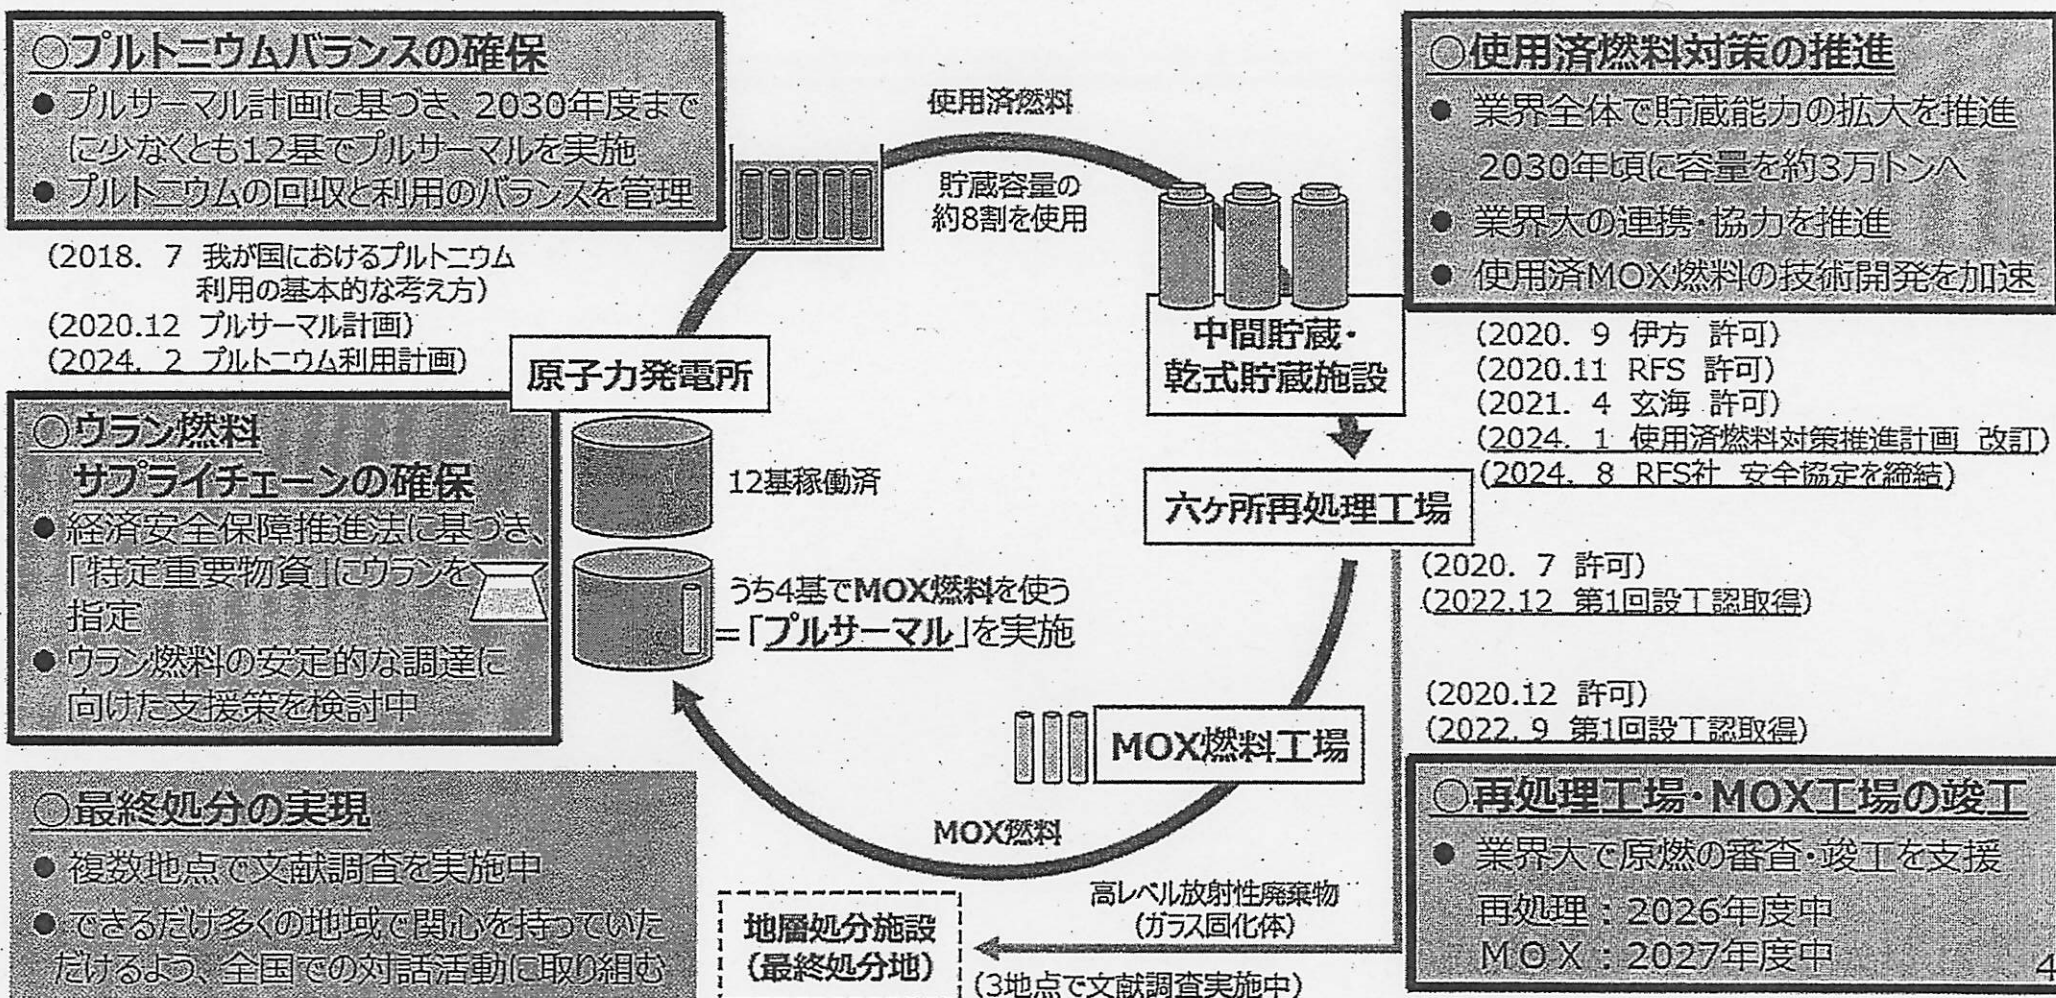 ○プルトニウムバランスの確保
● プルサーマル計画に基づき、2030年度まで
に少なくとも12基でプルサーマルを実施
● プルトニウムの回収と利用のバランスを管理
(2018. 7 我が国におけるプルトニウム
利用の基本的な考え方)
(2020.12 プルサーマル計画)
(2024. 2 プルトニウム利用計画)
○ウラン燃料
サプライチェーンの確保
● 経済安全保障推進法に基づき、
「特定重要物資」にウランを
指定
● ウラン燃料の安定的な調達に
向けた支援策を検討中
○最終処分の実現
● 複数地点で文献調査を実施中
● できるだけ多くの地域で関心を持っていた
だけるよう、全国での対話活動に取り組む
使用済燃料
貯蔵容量の
約8割を使用
原子力発電所
12基稼働済
うち4基でMOX燃料を使う
=「プルサーマル」を実施
中間貯蔵・
乾式貯蔵施設
六ヶ所再処理工場
MOX燃料工場
MOX燃料
高レベル放射性廃棄物
(ガラス固化体)
地層処分施設
(最終処分地)
(3地点で文献調査実施中)
○使用済燃料対策の推進
● 業界全体で貯蔵能力の拡大を推進
2030年頃に容量を約3万トンへ
● 業界大の連携・協力を推進
● 使用済MOX燃料の技術開発を加速
(2020. 9 伊方 許可)
(2020.11 RFS 許可)
(2021. 4 玄海 許可)
(2024. 1 使用済燃料対策推進計画 改訂)
(2024. 8 RFS社 安全協定を締結)
(2020. 7 許可)
(2022.12 第1回設工認取得)
(2020.12 許可)
(2022. 9 第1回設工認取得)
○再処理工場・MOX工場の竣工
● 業界大で原燃の審査・竣工を支援
再処理：2026年度中
MOX：2027年度中
4